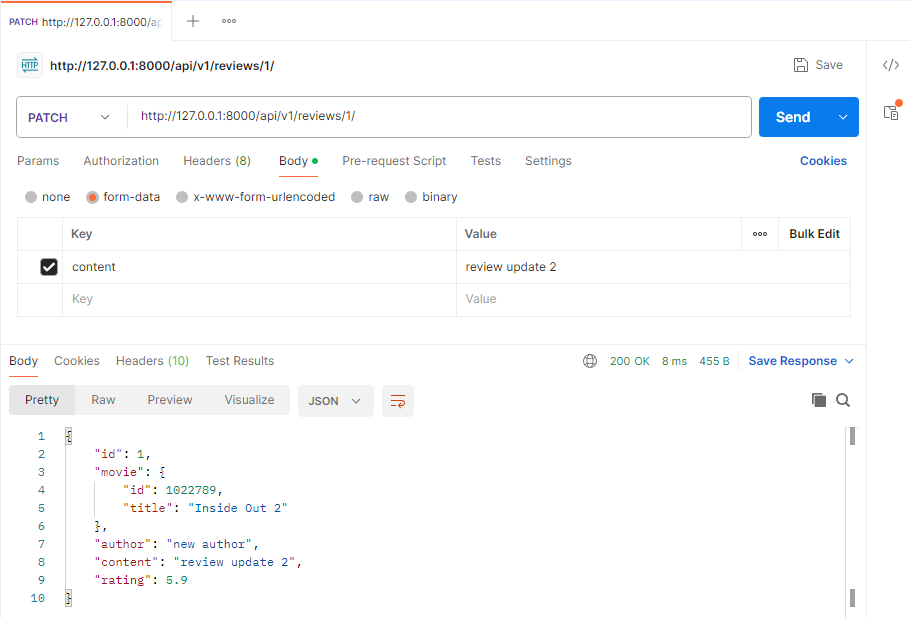 PATCH http://127.0.0.1:8000/ap
HTTP http://127.0.0.1:8000/api/v1/reviews/1/ Save
PATCH http://127.0.0.1:8000/api/v1/reviews/1/ Send
Params Authorization Headers (8) Body Pre-request Script Tests Settings Cookies
none form-data x-www-form-urlencoded raw binary
Key Value Bulk Edit
content review update 2
Key Value
Body Cookies Headers (10) Test Results 200 OK 8 ms 455 B Save Response
Pretty Raw Preview Visualize JSON
1 {
2 "id": 1,
3 "movie": {
4 "id": 1022789,
5 "title": "Inside Out 2"
6 },
7 "author": "new author",
8 "content": "review update 2",
9 "rating": 5.9
10 }